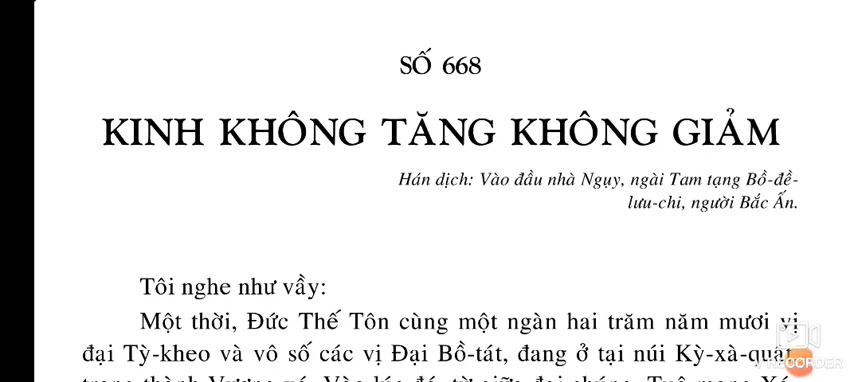 SỐ 668
KINH KHÔNG TĂNG KHÔNG GIẢM
Hán dịch: Vào đầu nhà Ngụy, ngài Tam tạng Bồ-đề-
lưu-chi, người Bắc Ấn.
Tôi nghe như vầy:
Một thời, Đức Thế Tôn cùng một ngàn hai trăm năm mươi vị
đại Tỳ-kheo và vô số các vị Đại Bồ-tát, đang ở tại núi Kỳ-xà-quật
RECORDER